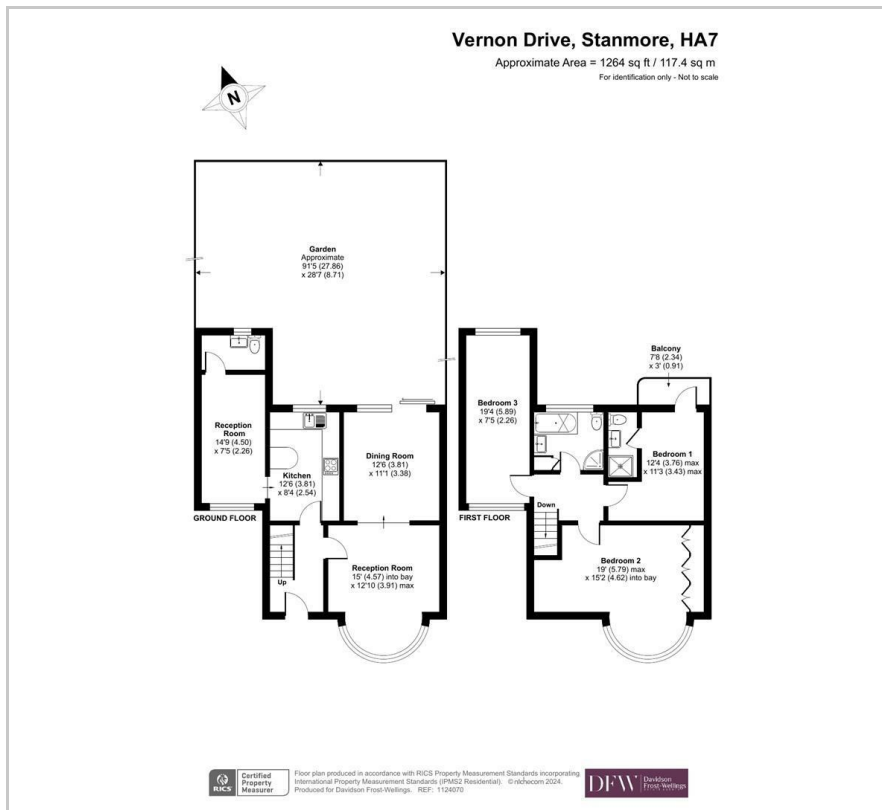 Vernon Drive, Stanmore, HA7
Approximate Area = 1264 sq ft / 117.4 sq m
For identification only - Not to scale
N
Garden
Approximate
91'5 (27.86)
x 28'7 (8.71)
Reception
Room
14'9 (4.50)
x 7'5 (2.26)
Kitchen
12'6 (3.81)
x 8'4 (2.54)
Dining Room
12'6 (3.81)
x 11'1 (3.38)
GROUND FLOOR
Up
Reception Room
15' (4.57) into bay
x 12'10 (3.91) max
Balcony
7'8 (2.34)
x 3' (0.91)
Bedroom 3
19'4 (5.89)
x 7'5 (2.26)
Bedroom 1
12'4 (3.76) max
x 11'3 (3.43) max
FIRST FLOOR
Down
Bedroom 2
19' (5.79) max
x 15'2 (4.62) into bay
RICS
Certified
Property
Measurer
Floor plan produced in accordance with RICS Property Measurement Standards incorporating
International Property Measurement Standards (IPMS2 Residential). © nichecom 2024.
Produced for Davidson Frost-Wellings. REF: 1124070
DFW
Davidson
Frost-Wellings